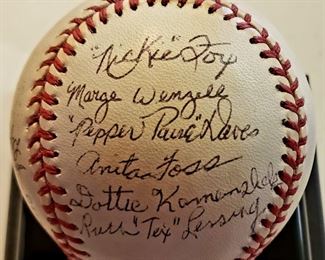 "Nickie" Fox
Marge Wenzell
"Pepper Paire" Davis
Anita Foss
Dottie Kamenshek
Ruth "Tex" Lessing